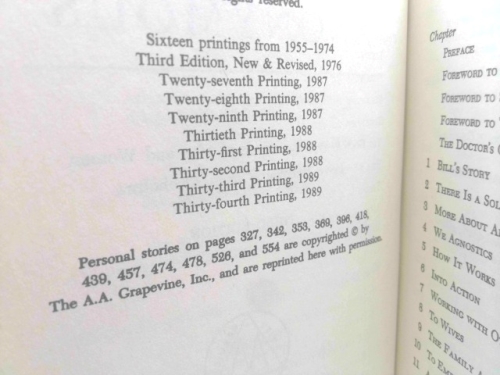 reserved.
Sixteen printings from 1955–1974
Third Edition, New & Revised, 1976
Twenty-seventh Printing, 1987
Twenty-eighth Printing, 1987
Twenty-ninth Printing, 1987
Thirtieth Printing, 1988
Thirty-first Printing, 1988
Thirty-second Printing, 1988
Thirty-third Printing, 1989
Thirty-fourth Printing, 1989
Personal stories on pages 327, 342, 353, 369, 396, 418,
439, 457, 474, 478, 526, and 554 are copyrighted © by
The A.A. Grapevine, Inc., and are reprinted here with permission.
Chapter
PREFACE
FOREWORD TO
FOREWORD TO
FOREWORD TO
THE DOCTOR'S
1 BILL'S STORY
2 THERE IS A
3 MORE ABOUT
4 WE AGNOSTICS
5 HOW IT WORKS
6 INTO ACTION
7 WORKING WITH
8 TO WIVES
9 THE FAMILY
10 TO
11